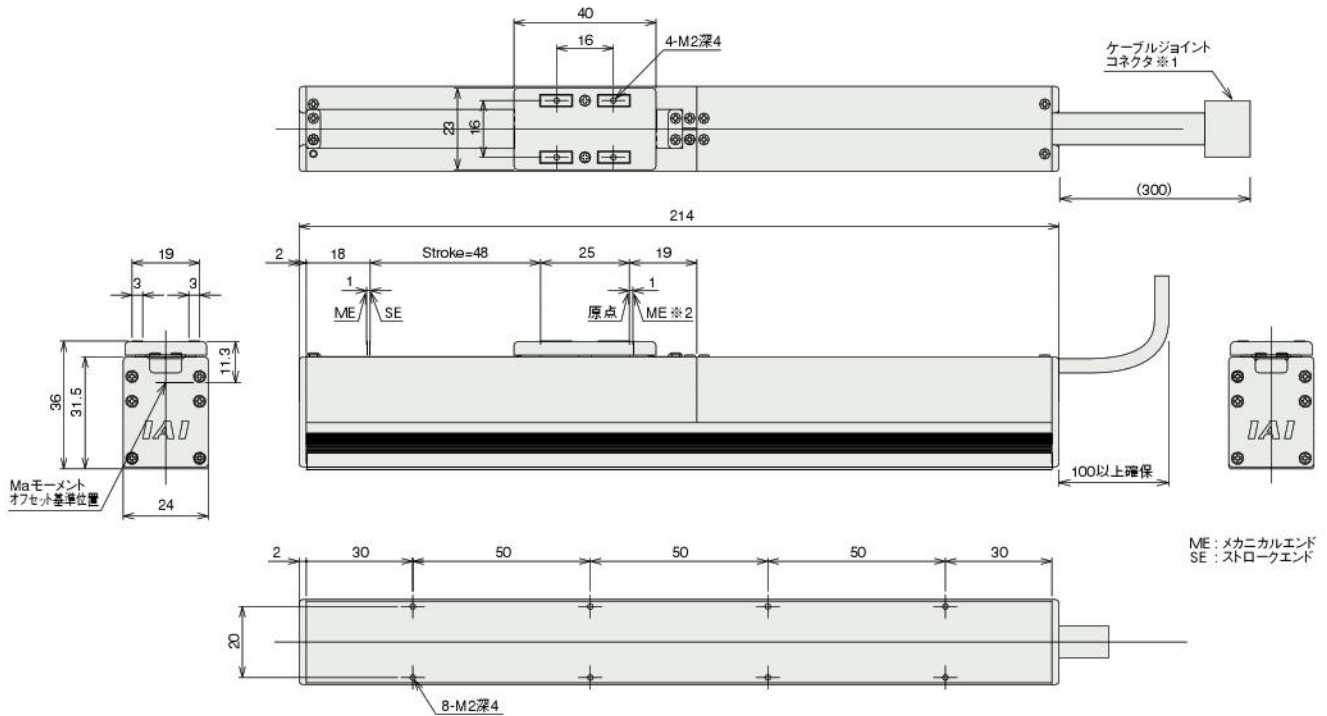 40
16
4-M2深4
ケーブルジョイント
コネクタ※1
23
16
(300)
214
19
3
3
2
18
Stroke=48
25
19
1
ME
SE
原点
1
ME※2
11.3
36
31.5
IAI
Maモーメント
オフセット基準位置
24
100以上確保
IAI
ME：メカニカルエンド
SE：ストロークエンド
2
30
50
50
50
30
20
8-M2深4